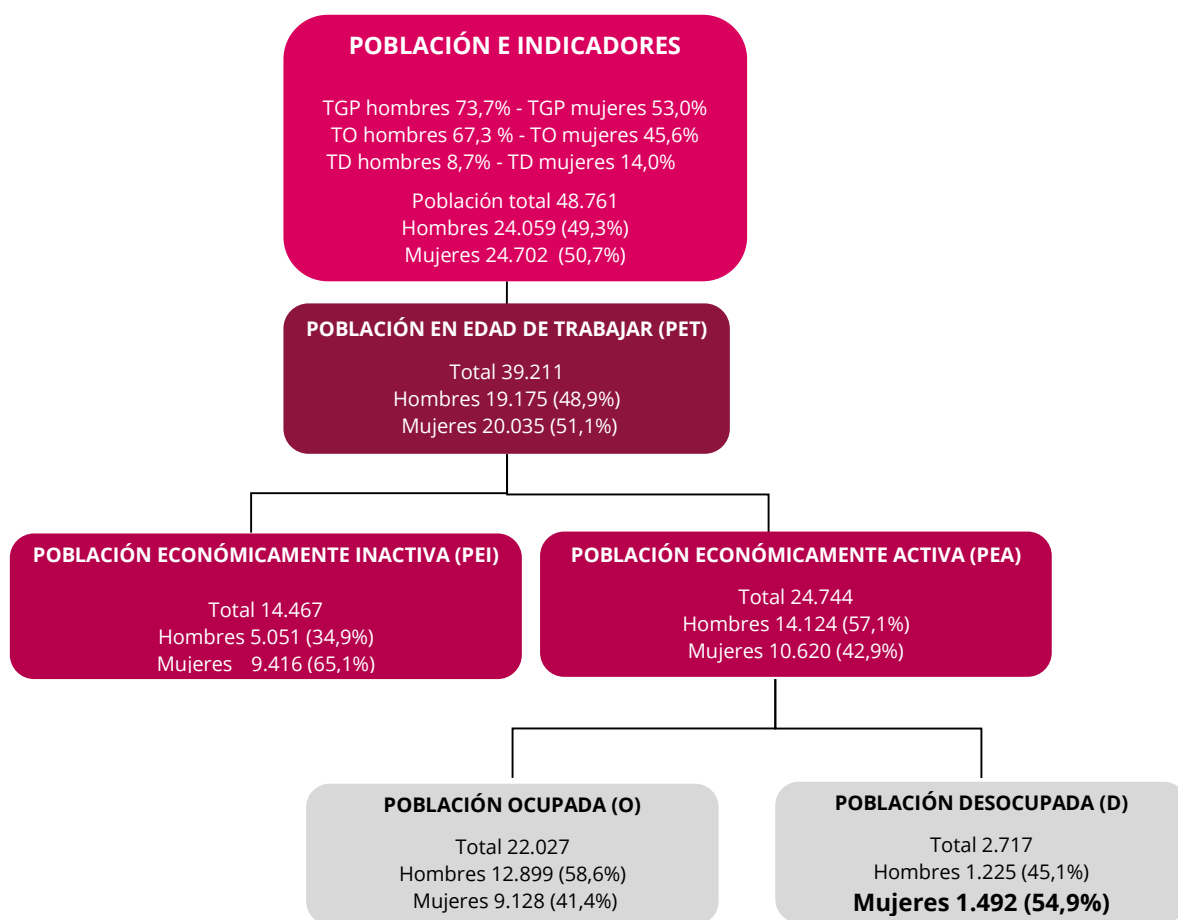 POBLACIÓN E INDICADORES
TGP hombres 73,7% - TGP mujeres 53,0%
TO hombres 67,3 % - TO mujeres 45,6%
TD hombres 8,7% - TD mujeres 14,0%
Población total 48.761
Hombres 24.059 (49,3%)
Mujeres 24.702 (50,7%)
POBLACIÓN EN EDAD DE TRABAJAR (PET)
Total 39.211
Hombres 19.175 (48,9%)
Mujeres 20.035 (51,1%)
POBLACIÓN ECONÓMICAMENTE INACTIVA (PEI)
Total 14.467
Hombres 5.051 (34,9%)
Mujeres 9.416 (65,1%)
POBLACIÓN ECONÓMICAMENTE ACTIVA (PEA)
Total 24.744
Hombres 14.124 (57,1%)
Mujeres 10.620 (42,9%)
POBLACIÓN OCUPADA (O)
Total 22.027
Hombres 12.899 (58,6%)
Mujeres 9.128 (41,4%)
POBLACIÓN DESOCUPADA (D)
Total 2.717
Hombres 1.225 (45,1%)
Mujeres 1.492 (54,9%)